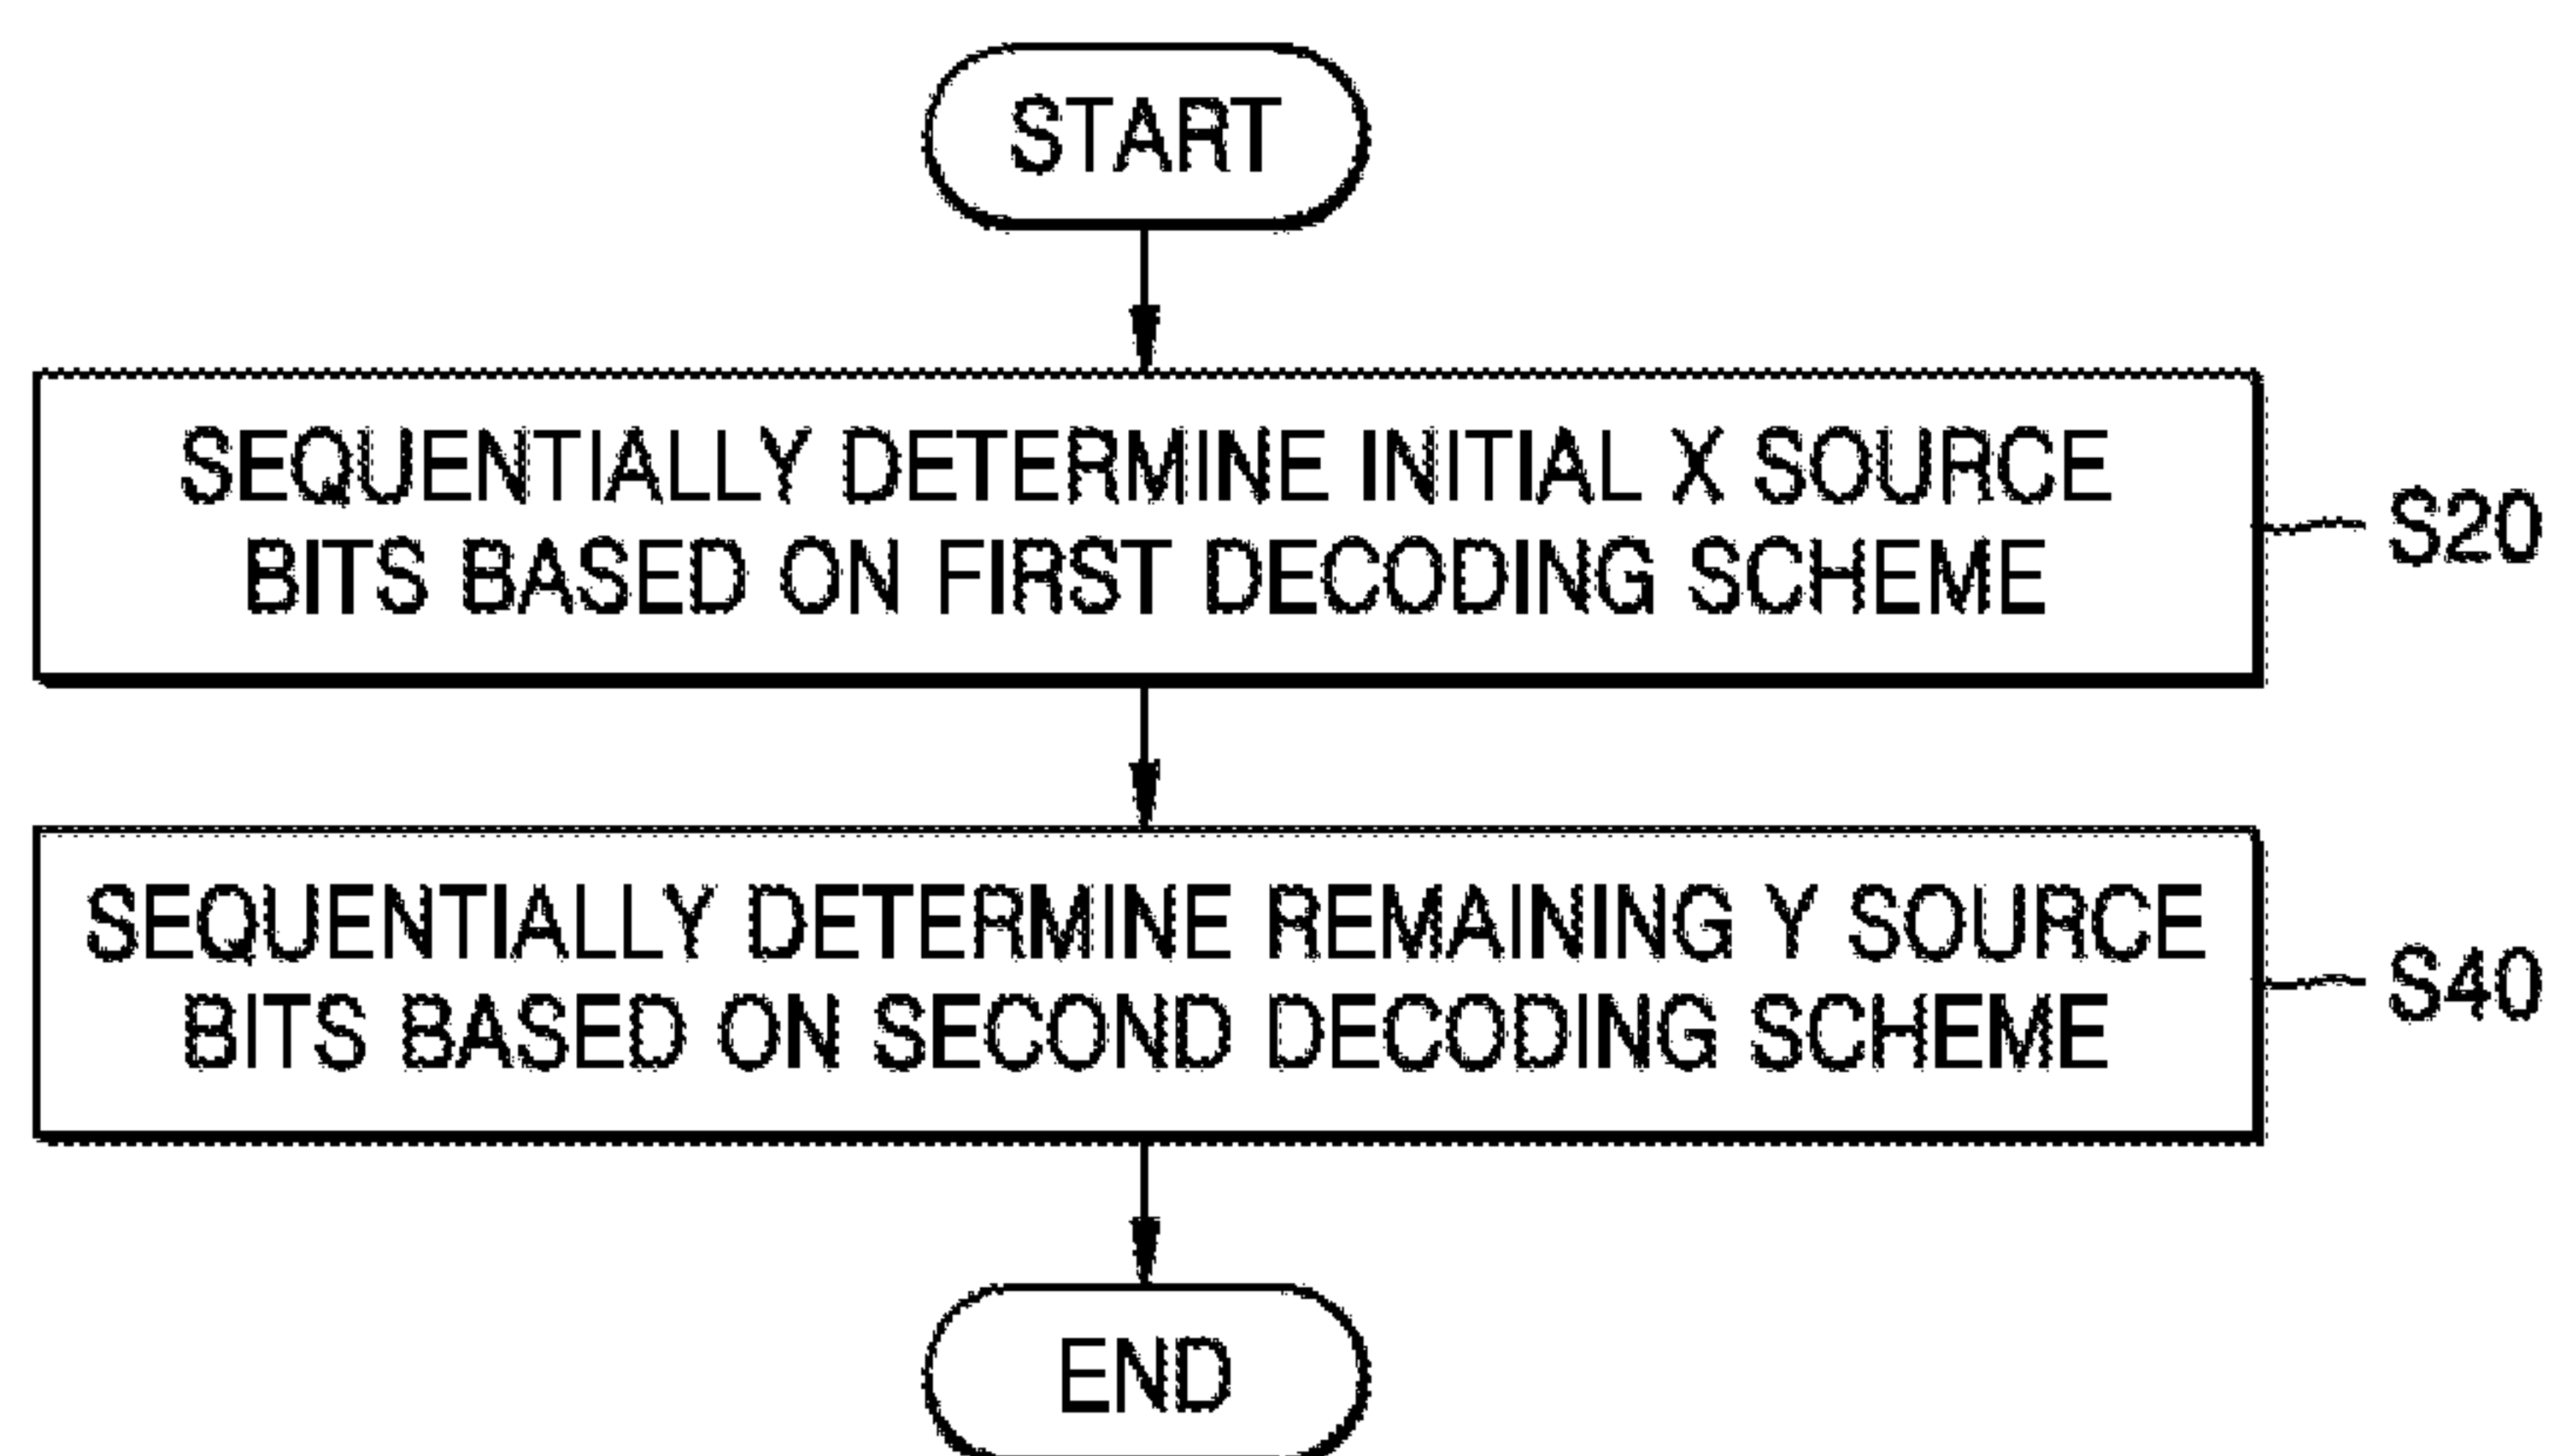 START
SEQUENTIALLY DETERMINE INITIAL X SOURCE
BITS BASED ON FIRST DECODING SCHEME
S20
SEQUENTIALLY DETERMINE REMAINING Y SOURCE
BITS BASED ON SECOND DECODING SCHEME
S40
END